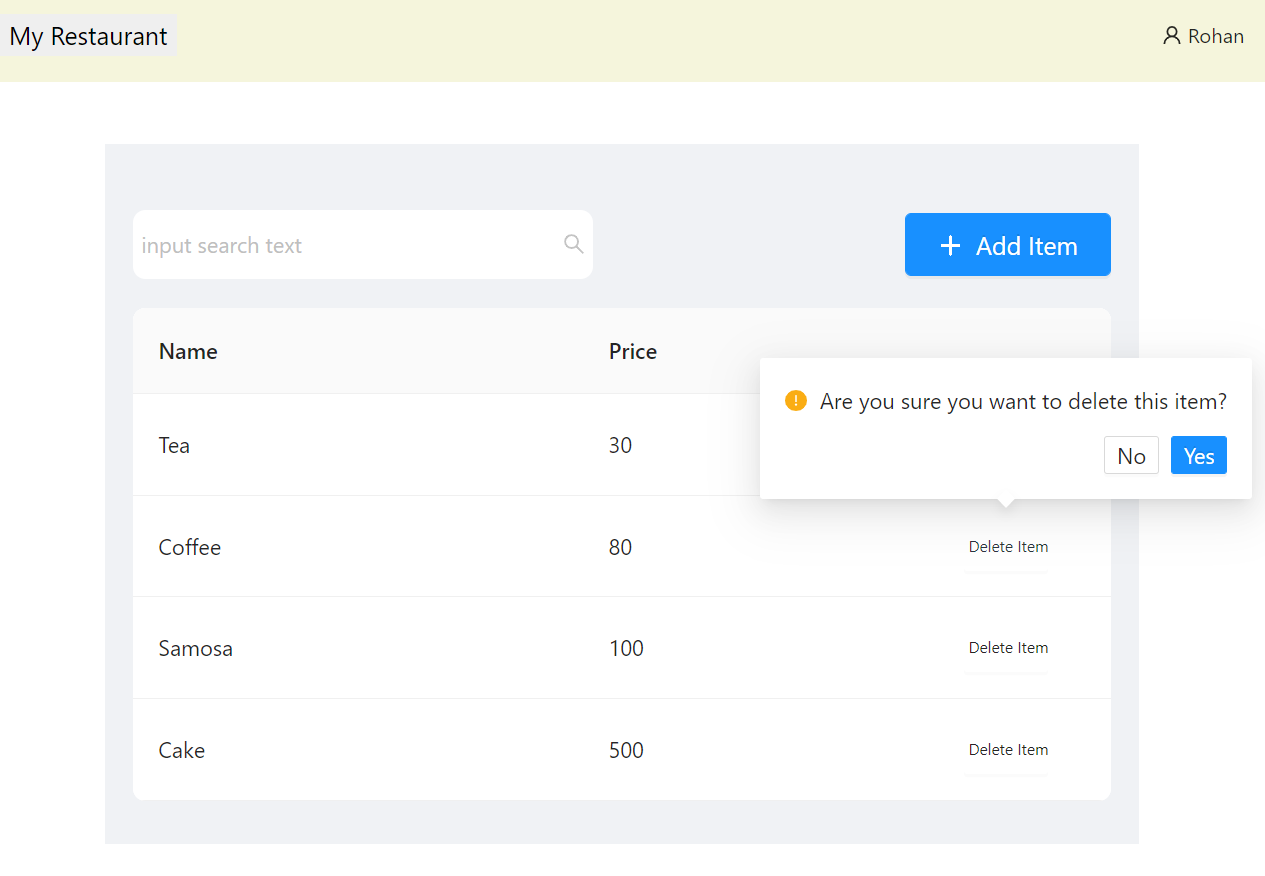 My Restaurant
Rohan
input search text
Add Item
Name Price
Are you sure you want to delete this item?
Tea 30
No Yes
Coffee 80 Delete Item
Samosa 100 Delete Item
Cake 500 Delete Item